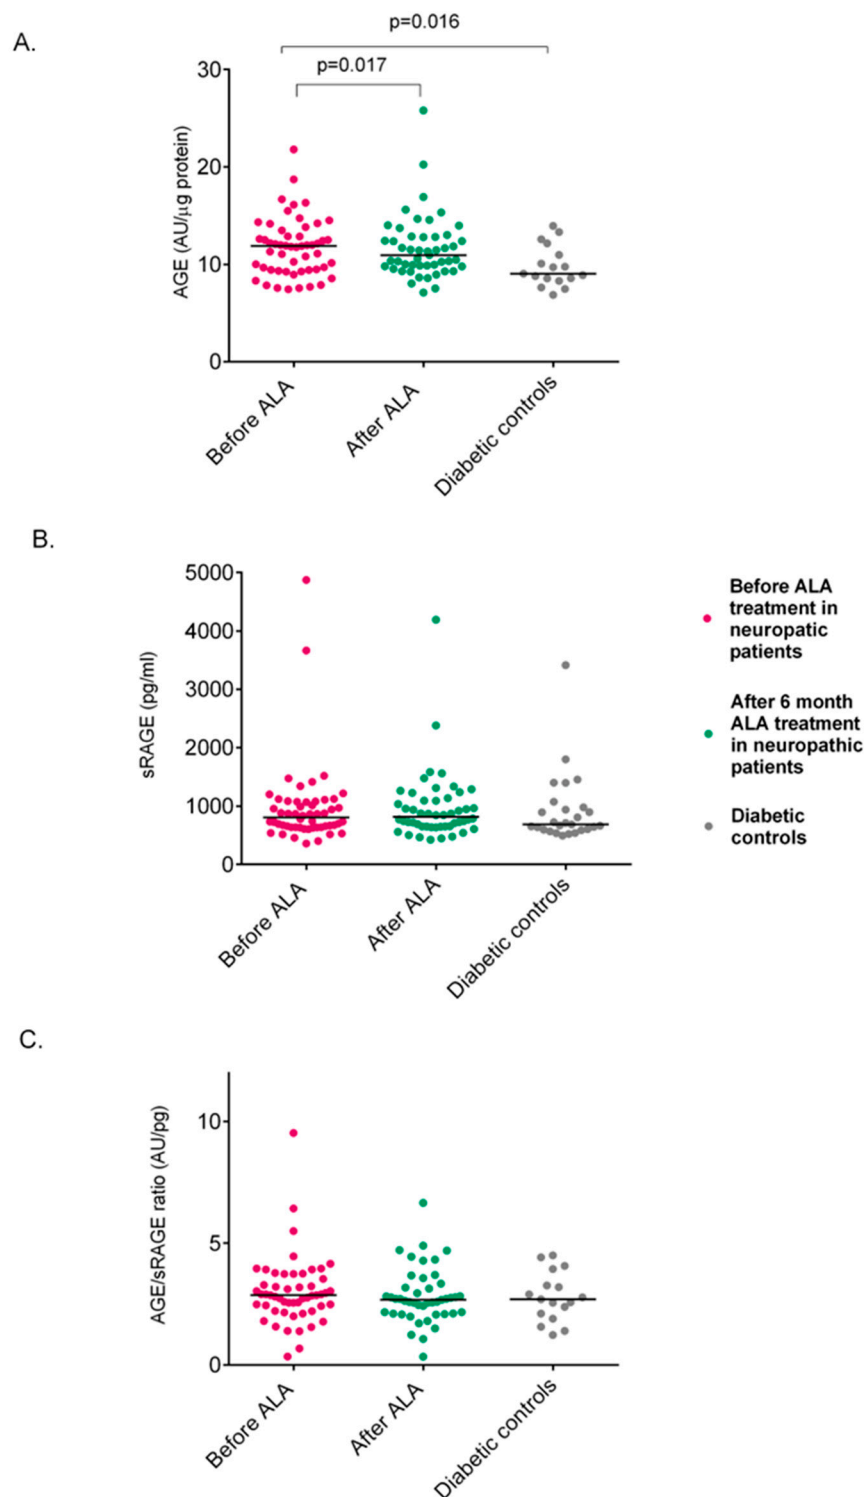 A.
p=0.016
p=0.017
30
20
10
0
AGE (AU/μg protein)
Before ALA
After ALA
Diabetic controls
B.
5000
4000
3000
2000
1000
0
sRAGE (pg/ml)
Before ALA
After ALA
Diabetic controls
Before ALA
treatment in
neuropatic
patients
After 6 month
ALA treatment
in neuropathic
patients
Diabetic
controls
C.
10
5
0
AGE/sRAGE ratio (AU/pg)
Before ALA
After ALA
Diabetic controls